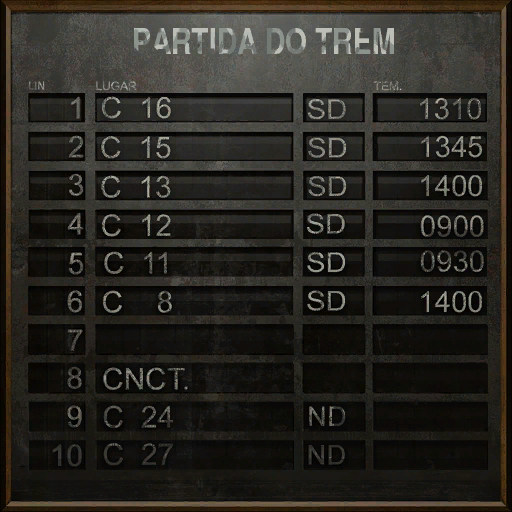 PARTIDA DO TREM
LIN LUGAR TEM.
1 C 16 SD 1310
2 C 15 SD 1345
3 C 13 SD 1400
4 C 12 SD 0900
5 C 11 SD 0930
6 C 8 SD 1400
7
8 CNCT.
9 C 24 ND
10 C 27 ND